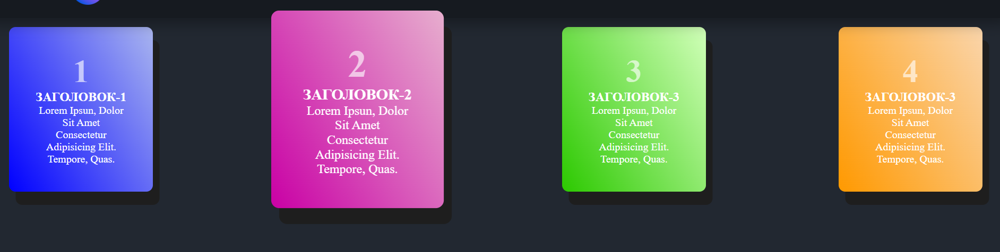 1
ЗАГОЛОВОК-1
Lorem Ipsun, Dolor
Sit Amet
Consectetur
Adipisicing Elit.
Tempore, Quas.
2
ЗАГОЛОВОК-2
Lorem Ipsun, Dolor
Sit Amet
Consectetur
Adipisicing Elit.
Tempore, Quas.
3
ЗАГОЛОВОК-3
Lorem Ipsun, Dolor
Sit Amet
Consectetur
Adipisicing Elit.
Tempore, Quas.
4
ЗАГОЛОВОК-3
Lorem Ipsun, Dolor
Sit Amet
Consectetur
Adipisicing Elit.
Tempore, Quas.